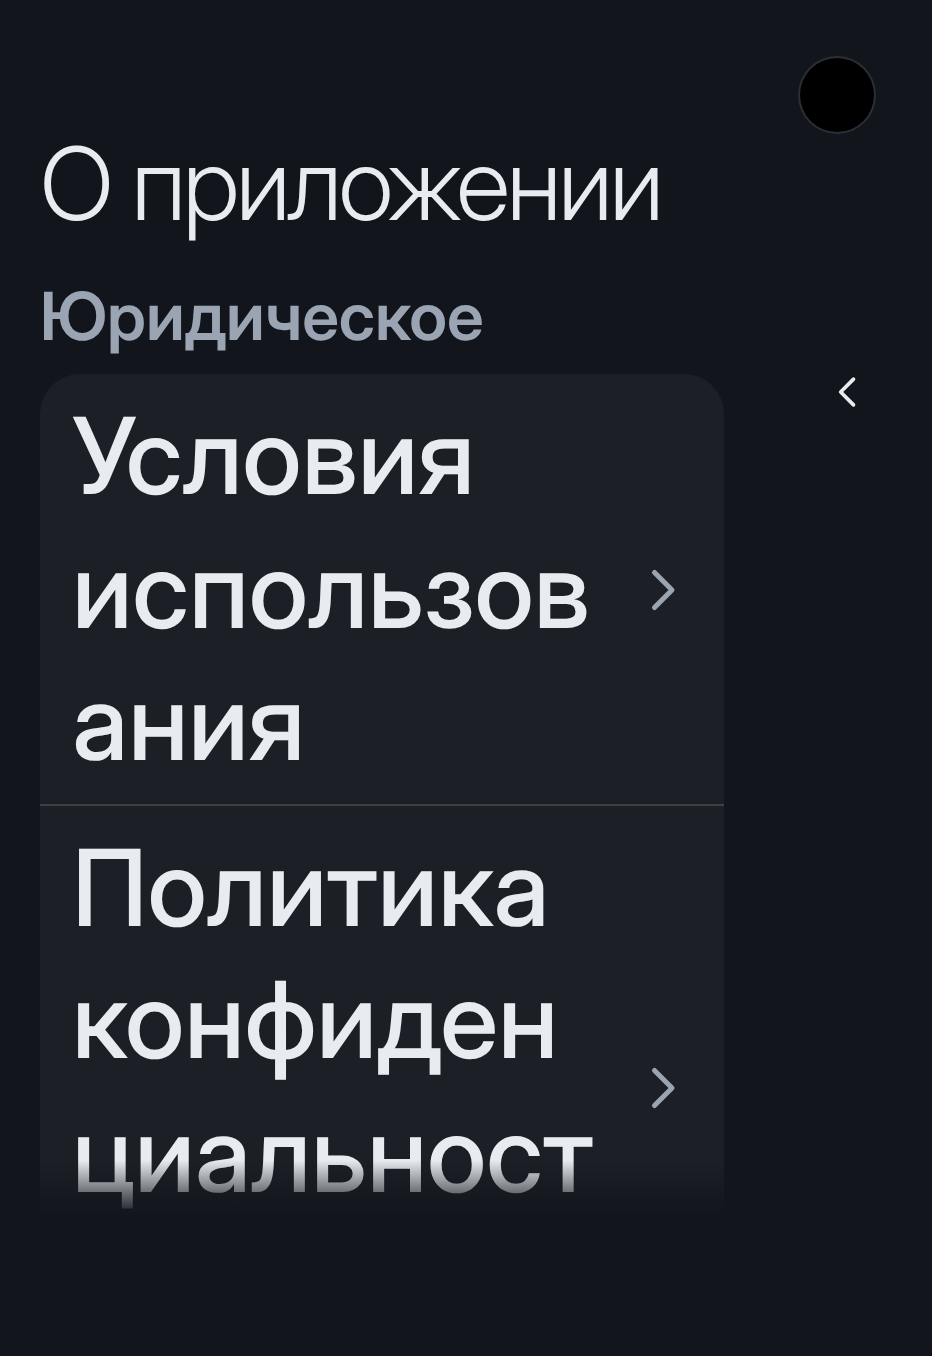 О приложении
Юридическое
Условия
использов
ания
Политика
конфиден
циальност